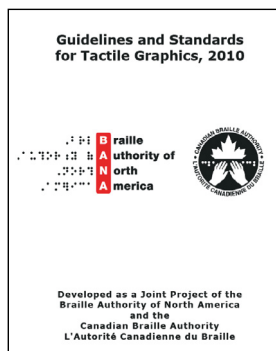 Guidelines and Standards
for Tactile Graphics, 2010
Braille
Authority of
North
America
CANADIAN BRAILLE AUTHORITY
L'AUTORITÉ CANADIENNE DU BRAILLE
Developed as a Joint Project of the
Braille Authority of North America
and the
Canadian Braille Authority
L'Autorité Canadienne du Braille